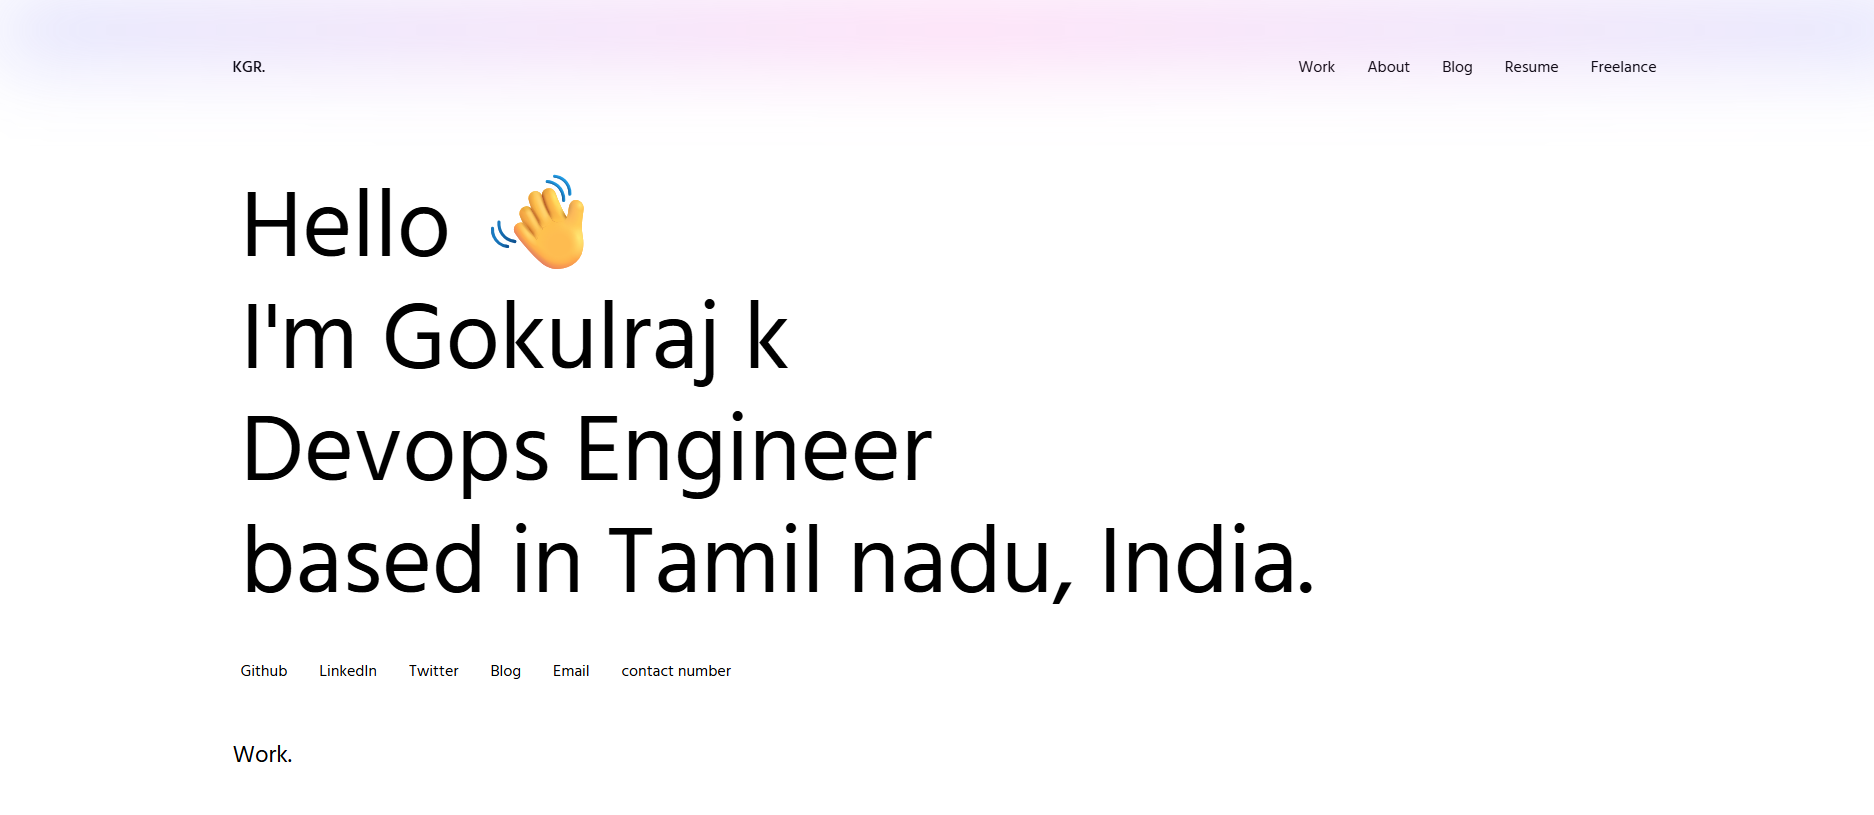 KGR.
Work About Blog Resume Freelance
Hello 👋
I'm Gokulraj k
Devops Engineer
based in Tamil nadu, India.
Github LinkedIn Twitter Blog Email contact number
Work.